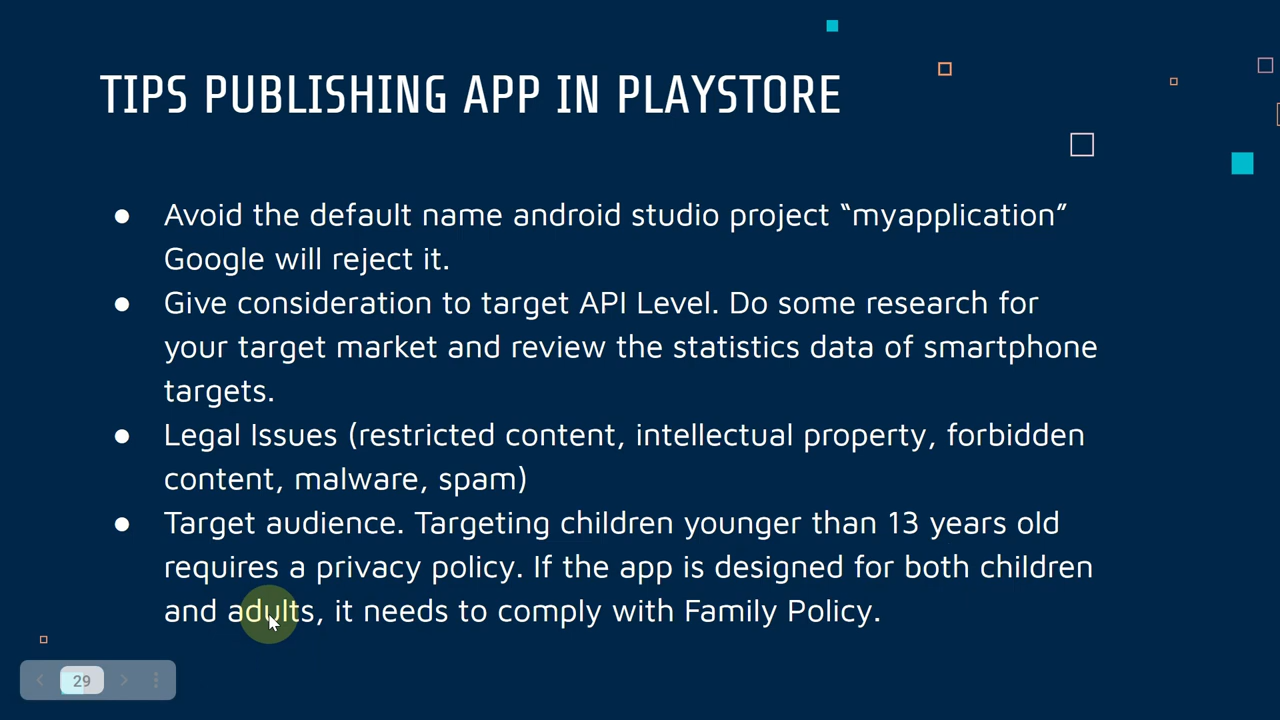 TIPS PUBLISHING APP IN PLAYSTORE
● Avoid the default name android studio project “myapplication”
Google will reject it.
● Give consideration to target API Level. Do some research for
your target market and review the statistics data of smartphone
targets.
● Legal Issues (restricted content, intellectual property, forbidden
content, malware, spam)
● Target audience. Targeting children younger than 13 years old
requires a privacy policy. If the app is designed for both children
and adults, it needs to comply with Family Policy.
29